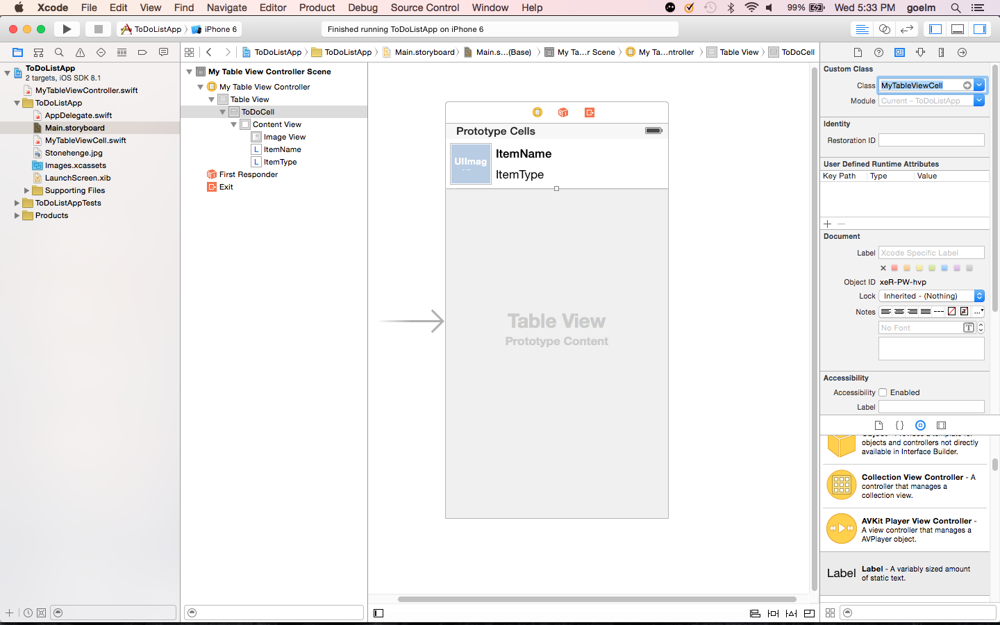 Xcode File Edit View Find Navigate Editor Product Debug Source Control Window Help 99% Wed 5:33 PM goelm
ToDoListApp iPhone 6 Finished running ToDoListApp on iPhone 6
ToDoListApp ToDoListApp Main.storyboard Main.s...(Base) My Ta...r Scene My Ta...ntroller Table View ToDoCell
ToDoListApp
2 targets, iOS SDK 8.1
MyTableViewController.swift
ToDoListApp
AppDelegate.swift
Main.storyboard
MyTableViewCell.swift
Stonehenge.jpg
Images.xcassets
LaunchScreen.xib
Supporting Files
ToDoListAppTests
Products
My Table View Controller Scene
My Table View Controller
Table View
ToDoCell
Content View
Image View
L ItemName
L ItemType
First Responder
Exit
Prototype Cells
UIImag
ItemName
ItemType
Table View
Prototype Content
Custom Class
Class MyTableViewCell
Module Current – ToDoListApp
Identity
Restoration ID
User Defined Runtime Attributes
Key Path Type Value
Document
Label Xcode Specific Label
Object ID xeR-PW-hvp
Lock Inherited - (Nothing)
Notes
No Font
Accessibility
Accessibility Enabled
Label
objects and controllers not directly
available in Interface Builder.
Collection View Controller - A
controller that manages a
collection view.
AVKit Player View Controller -
A view controller that manages a
AVPlayer object.
Label Label - A variably sized amount
of static text.